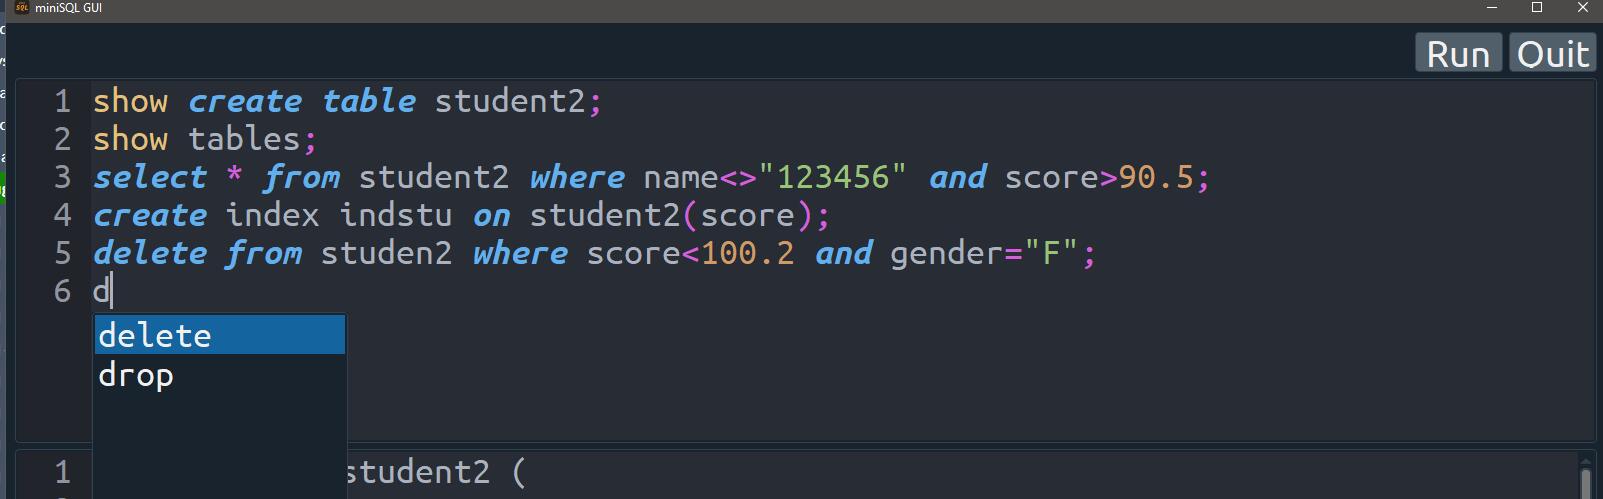 miniSQL GUI
Run Quit
1 show create table student2;
2 show tables;
3 select * from student2 where name<>"123456" and score>90.5;
4 create index indstu on student2(score);
5 delete from studen2 where score<100.2 and gender="F";
6 d
delete
drop
1 student2 (